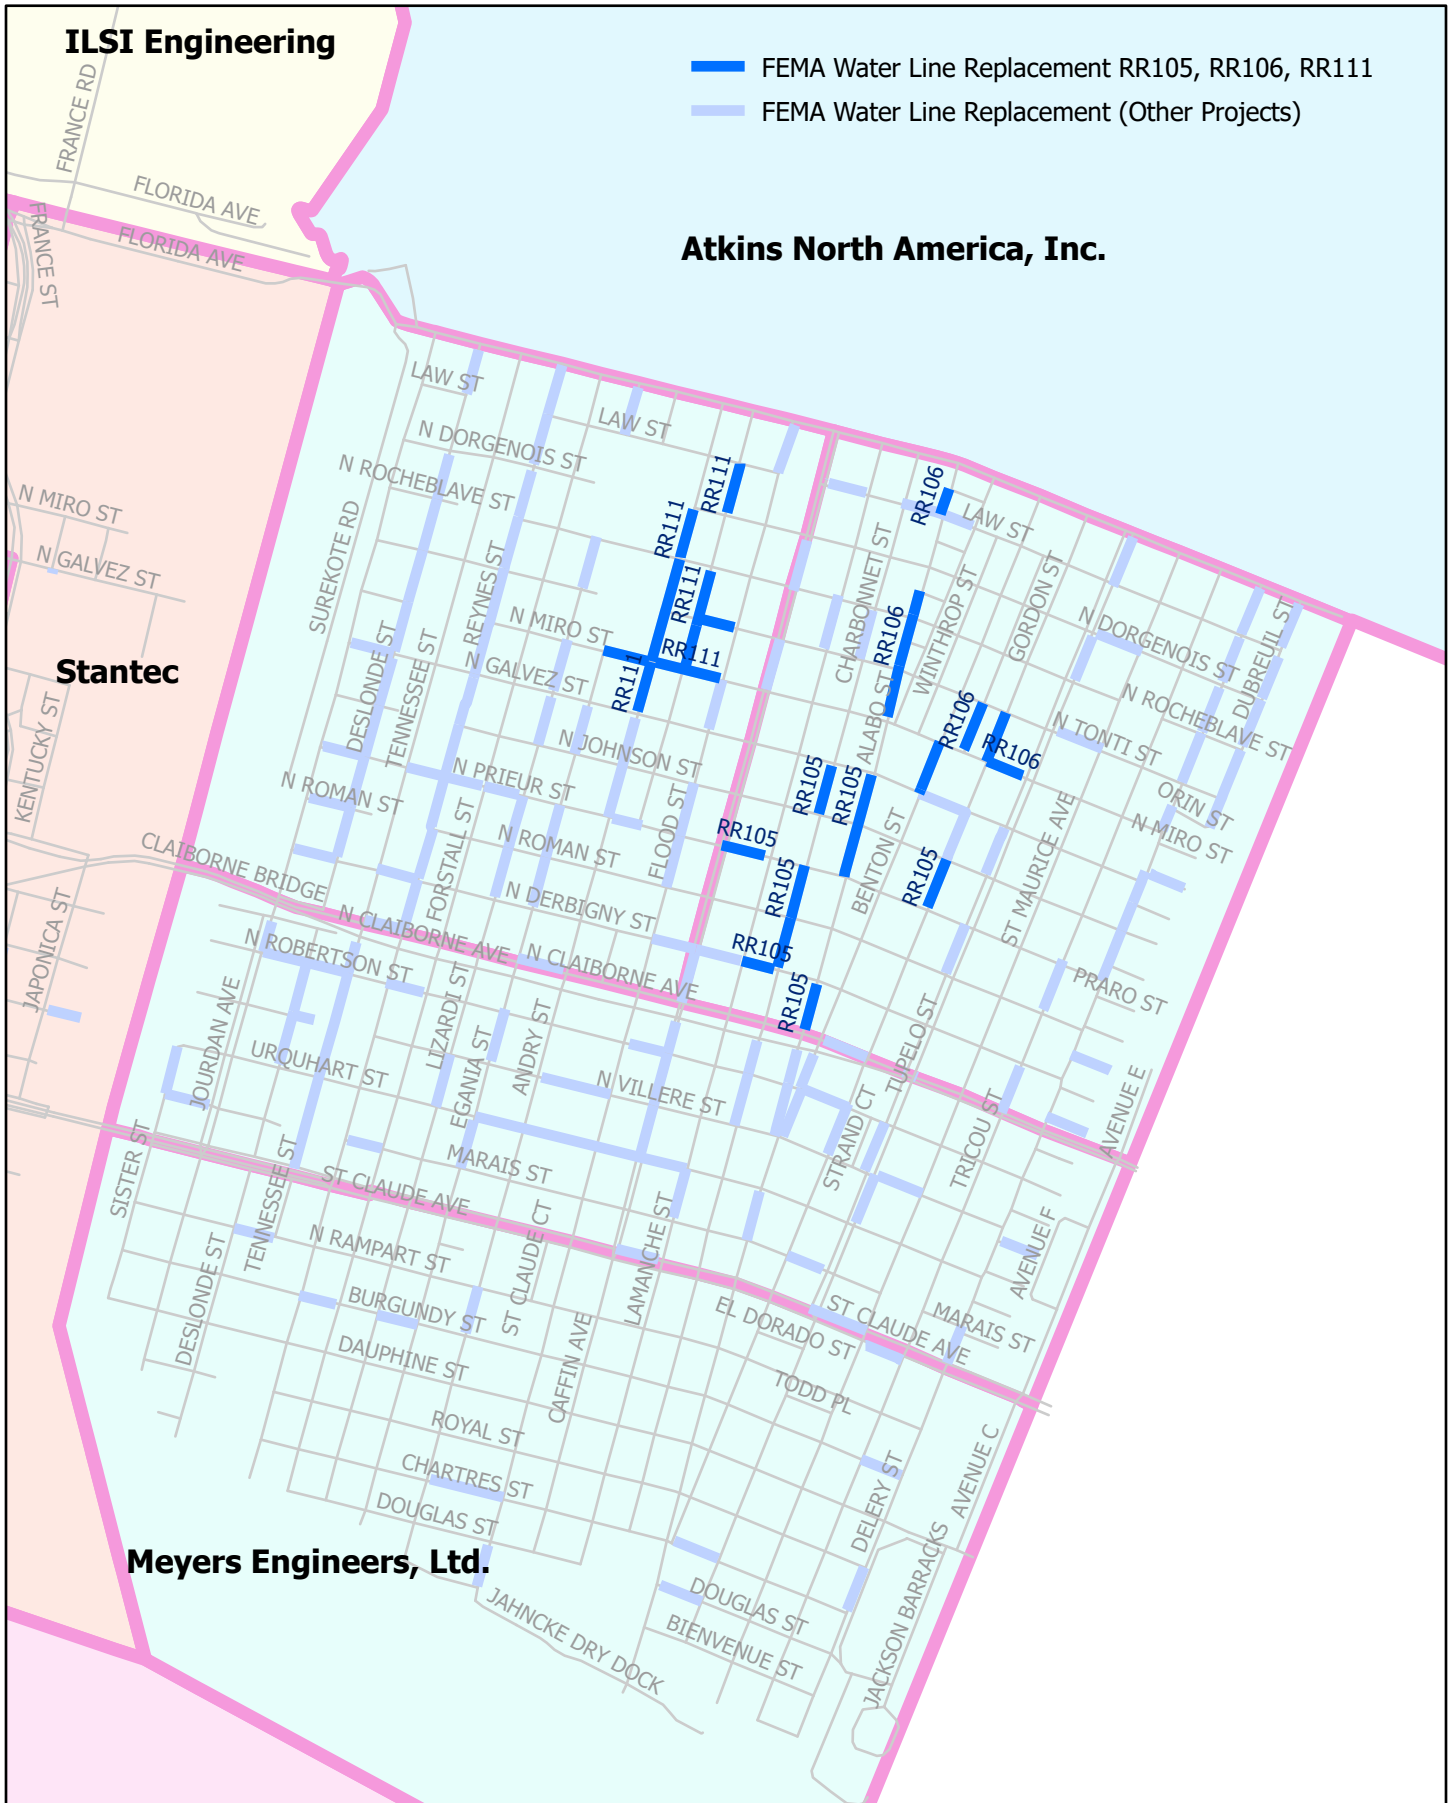 ILSI Engineering
FEMA Water Line Replacement RR105, RR106, RR111
FEMA Water Line Replacement (Other Projects)
FRANCE RD
FLORIDA AVE
FRANCE ST
FLORIDA AVE
Atkins North America, Inc.
LAW ST
LAW ST
N DORGENOIS ST
N ROCHEBLAVE ST
RR111
RR106
LAW ST
N MIRO ST
N GALVEZ ST
SUREKOTE RD
REYNES ST
RR111
RR111
CHARBONNET ST
WINTHROP ST
GORDON ST
RR106
N DORGENOIS ST
DUBREUIL ST
N MIRO ST
RR111
RR111
Stantec
DESLONDE ST
TENNESSEE ST
N GALVEZ ST
ALABO ST
RR106
RR106
N ROCHEBLAVE ST
N TONTI ST
KENTUCKY ST
N JOHNSON ST
N PRIEUR ST
N ROMAN ST
RR105
RR105
ORIN ST
N MIRO ST
CLAIBORNE BRIDGE
FORSTALL ST
N ROMAN ST
FLOOD ST
RR105
RR105
BENTON ST
RR105
ST MAURICE AVE
N DERBIGNY ST
JAPONICA ST
N CLAIBORNE AVE
N CLAIBORNE AVE
RR105
RR105
N ROBERTSON ST
PRARO ST
JOURDAN AVE
LIZARDI ST
EGANIA ST
ANDRY ST
URQUHART ST
N VILLERE ST
TUPELO ST
STRAND CT
TRICOU ST
AVENUE E
SISTER ST
TENNESSEE ST
MARAIS ST
ST CLAUDE AVE
DESLONDE ST
N RAMPART ST
ST CLAUDE CT
LAMANCHE ST
AVENUE F
BURGUNDY ST
EL DORADO ST
ST CLAUDE AVE
MARAIS ST
DAUPHINE ST
CAFFIN AVE
TODD PL
ROYAL ST
CHARTRES ST
DOUGLAS ST
DELERY ST
AVENUE C
Meyers Engineers, Ltd.
JAHNCKE DRY DOCK
DOUGLAS ST
BIENVENUE ST
JACKSON BARRACKS